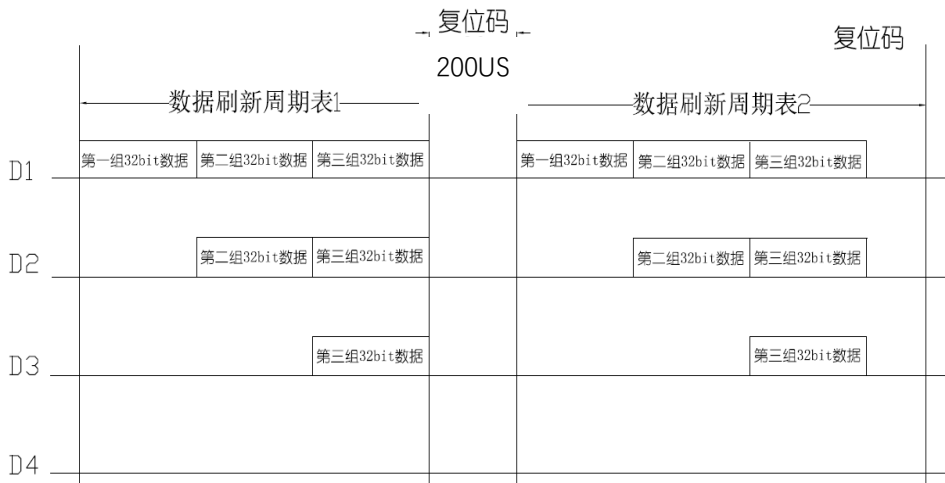 复位码
复位码
200US
数据刷新周期表1
数据刷新周期表2
D1
第一组32bit数据
第二组32bit数据
第三组32bit数据
第一组32bit数据
第二组32bit数据
第三组32bit数据
D2
第二组32bit数据
第三组32bit数据
第二组32bit数据
第三组32bit数据
D3
第三组32bit数据
第三组32bit数据
D4